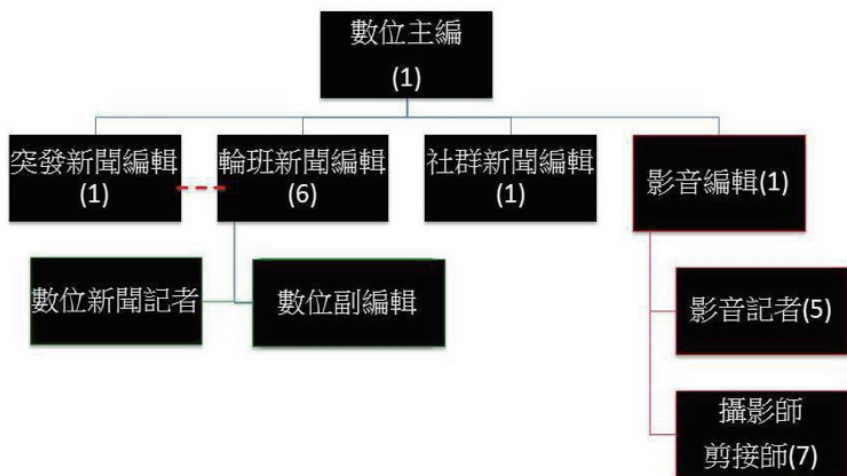 數位主編
(1)
突發新聞編輯
(1)
輪班新聞編輯
(6)
社群新聞編輯
(1)
影音編輯(1)
數位新聞記者
數位副編輯
影音記者(5)
攝影師
剪接師(7)